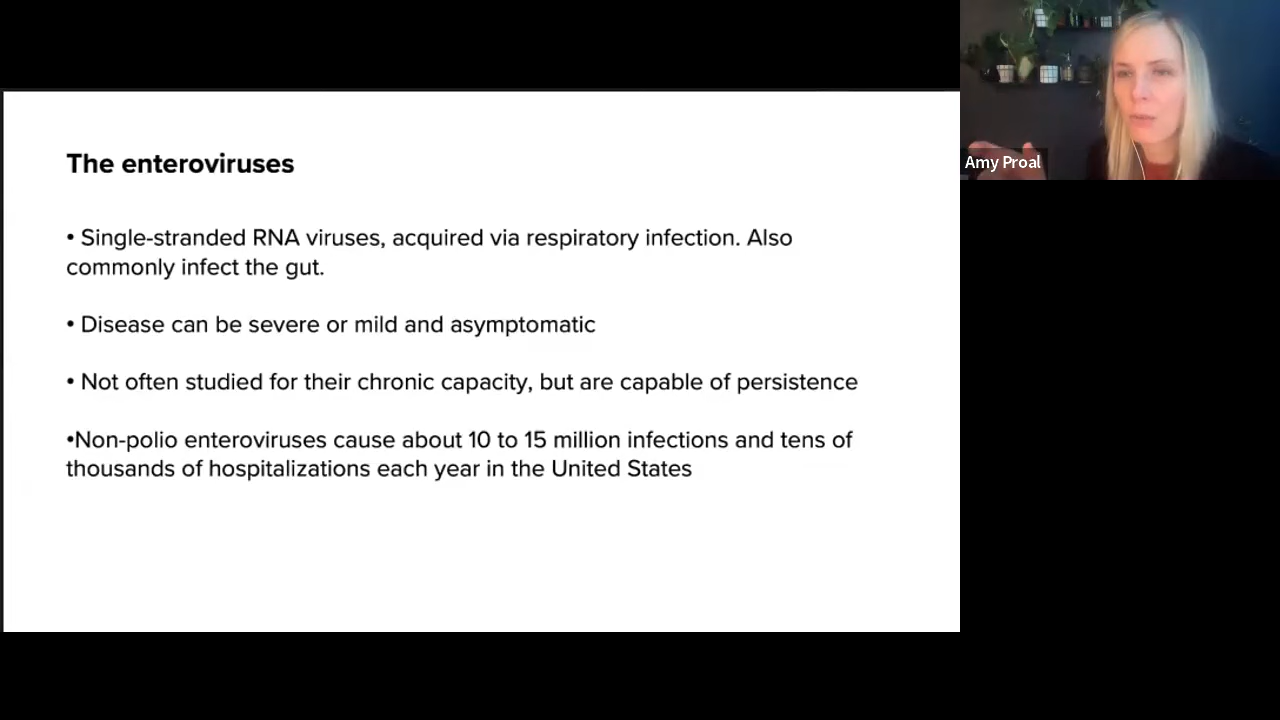 The enteroviruses
• Single-stranded RNA viruses, acquired via respiratory infection. Also
commonly infect the gut.
• Disease can be severe or mild and asymptomatic
• Not often studied for their chronic capacity, but are capable of persistence
•Non-polio enteroviruses cause about 10 to 15 million infections and tens of
thousands of hospitalizations each year in the United States
Amy Proal